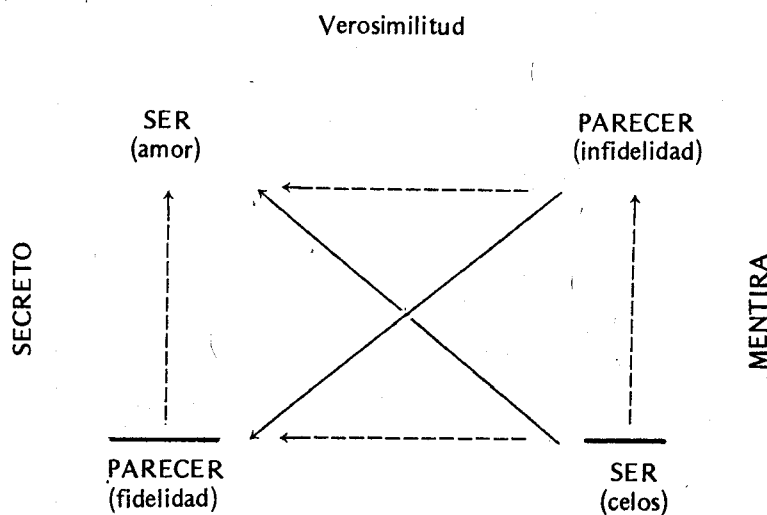 Verosimilitud
SER
(amor)
PARECER
(infidelidad)
SECRETO
MENTIRA
PARECER
(fidelidad)
SER
(celos)